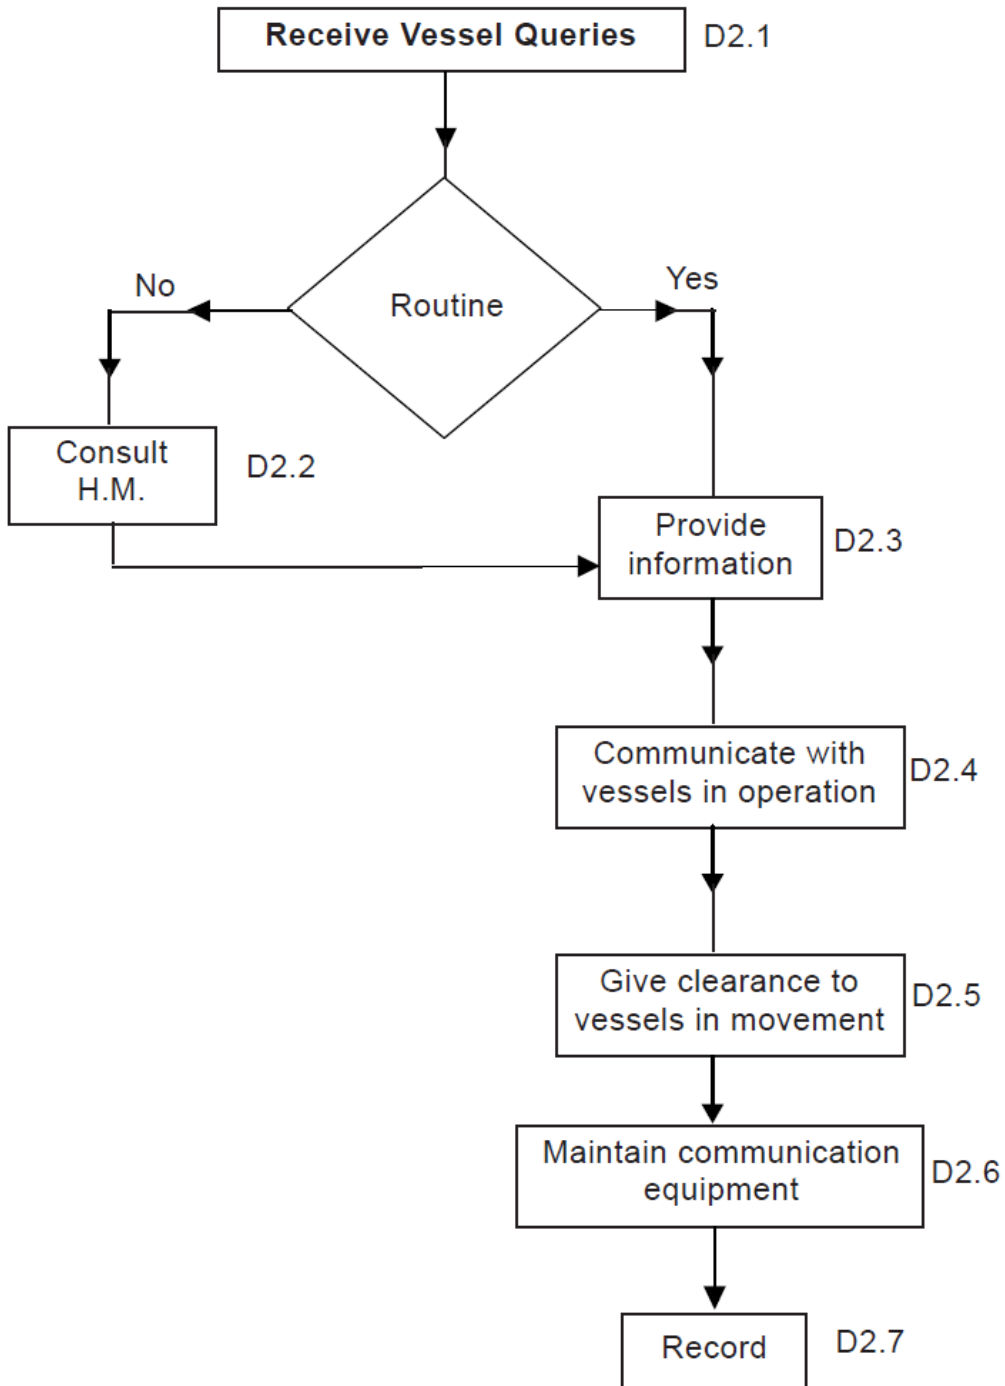 Receive Vessel Queries
D2.1
No
Yes
Routine
Consult
H.M.
D2.2
Provide
information
D2.3
Communicate with
vessels in operation
D2.4
Give clearance to
vessels in movement
D2.5
Maintain communication
equipment
D2.6
Record
D2.7